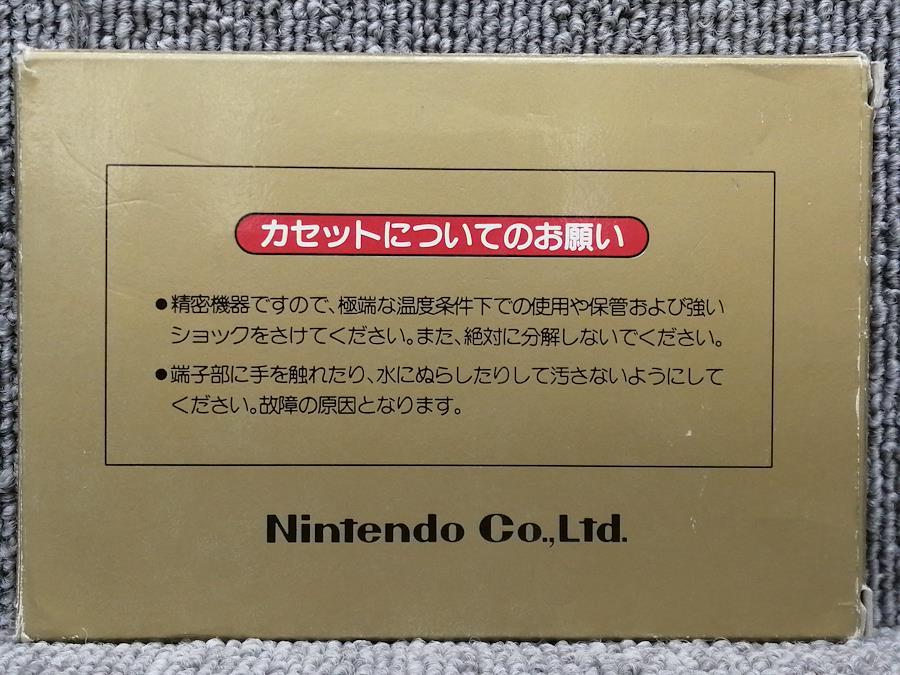 カセットについてのお願い
●精密機器ですので、極端な温度条件下での使用や保管および強い
ショックをさけてください。また、絶対に分解しないでください。
●端子部に手を触れたり、水にぬらしたりして汚さないようにして
ください。故障の原因となります。
Nintendo Co.,Ltd.